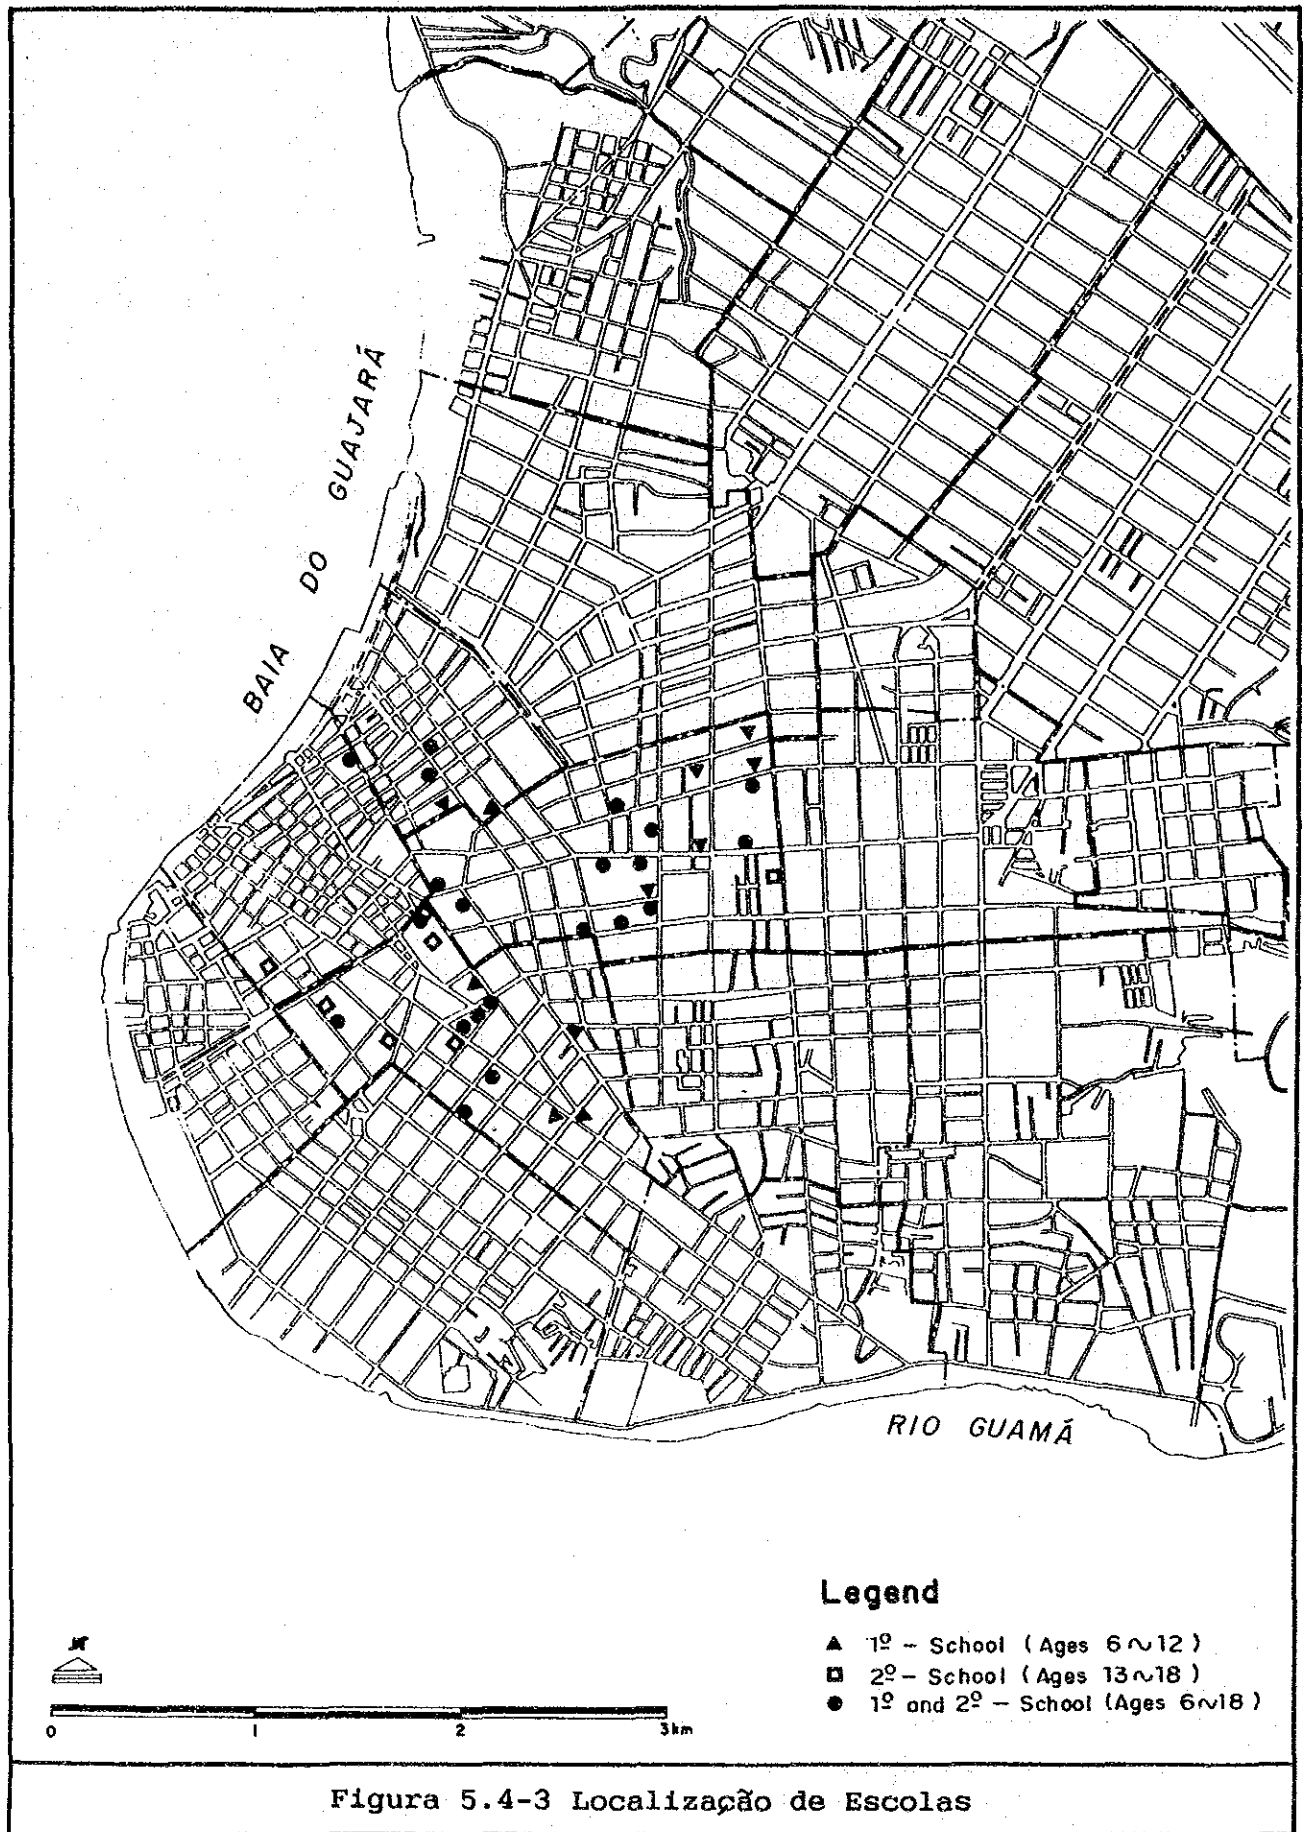 BAIA DO GUAJARÁ
RIO GUAMÁ
Legend
▲ 1º - School (Ages 6~12)
◘ 2º - School (Ages 13~18)
● 1º and 2º - School (Ages 6~18)
N
0 1 2 3km
Figura 5.4-3 Localização de Escolas